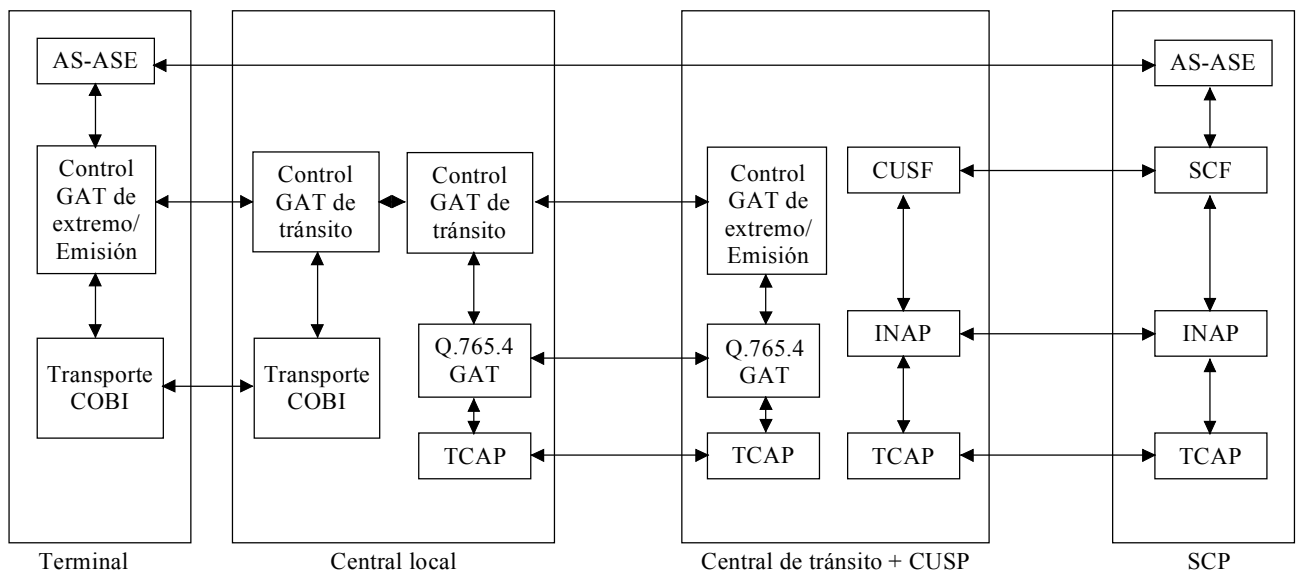 AS-ASE
Control
GAT de
extremo/
Emisión
Transporte
COBI
Terminal
Control
GAT de
tránsito
Transporte
COBI
Control
GAT de
tránsito
Q.765.4
GAT
TCAP
Central local
Control
GAT de
extremo/
Emisión
Q.765.4
GAT
TCAP
CUSF
INAP
TCAP
Central de tránsito + CUSP
AS-ASE
SCF
INAP
TCAP
SCP